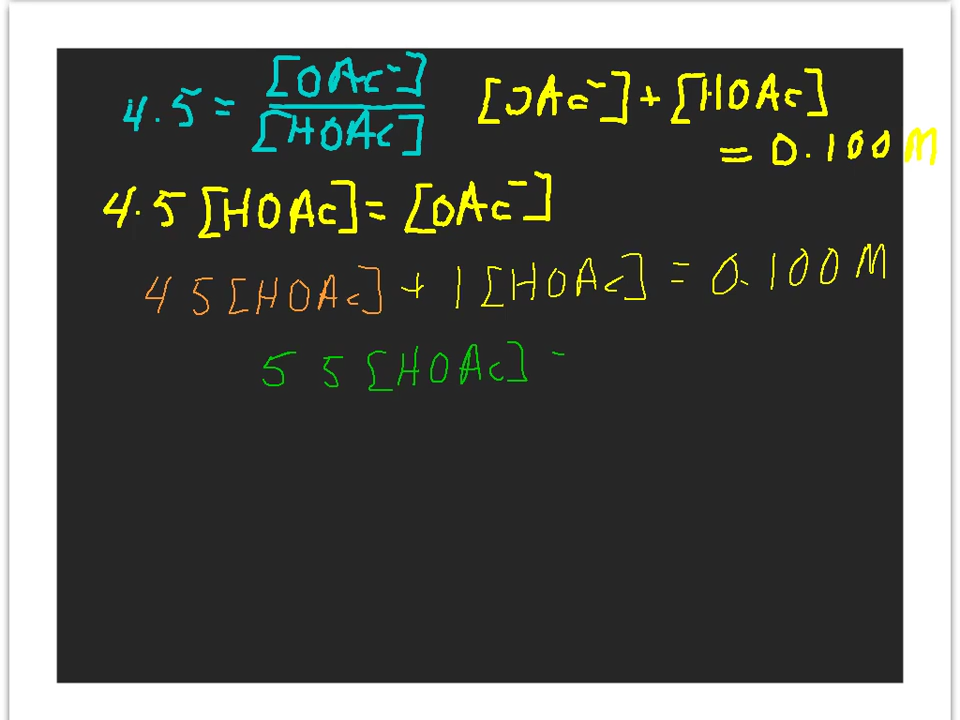 4.5 = [OAc⁻] / [HOAc]
[OAc⁻] + [HOAc]
= 0.100 M
4.5 [HOAc] = [OAc⁻]
4 5 [HOAc] + 1 [HOAc] = 0.100 M
5 5 [HOAc] -